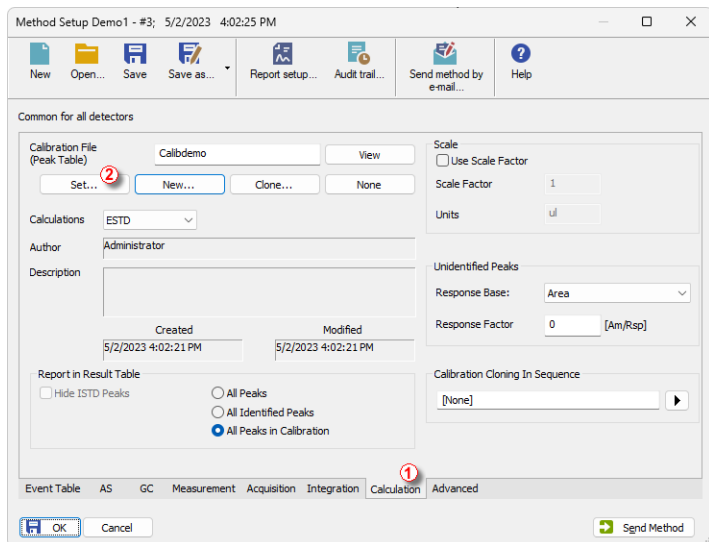 Method Setup Demo1 - #3;  5/2/2023  4:02:25 PM
New Open... Save Save as... Report setup... Audit trail... Send method by e-mail... Help
Common for all detectors
Calibration File
(Peak Table)
Calibdemo
View
Set...
2
New...
Clone...
None
Calculations ESTD
Author Administrator
Description
Created Modified
5/2/2023 4:02:21 PM 5/2/2023 4:02:21 PM
Report in Result Table
Hide ISTD Peaks
All Peaks
All Identified Peaks
All Peaks in Calibration
Scale
Use Scale Factor
Scale Factor 1
Units ul
Unidentified Peaks
Response Base: Area
Response Factor 0 [Am/Rsp]
Calibration Cloning In Sequence
[None]
1
Event Table AS GC Measurement Acquisition Integration Calculation Advanced
OK Cancel Send Method